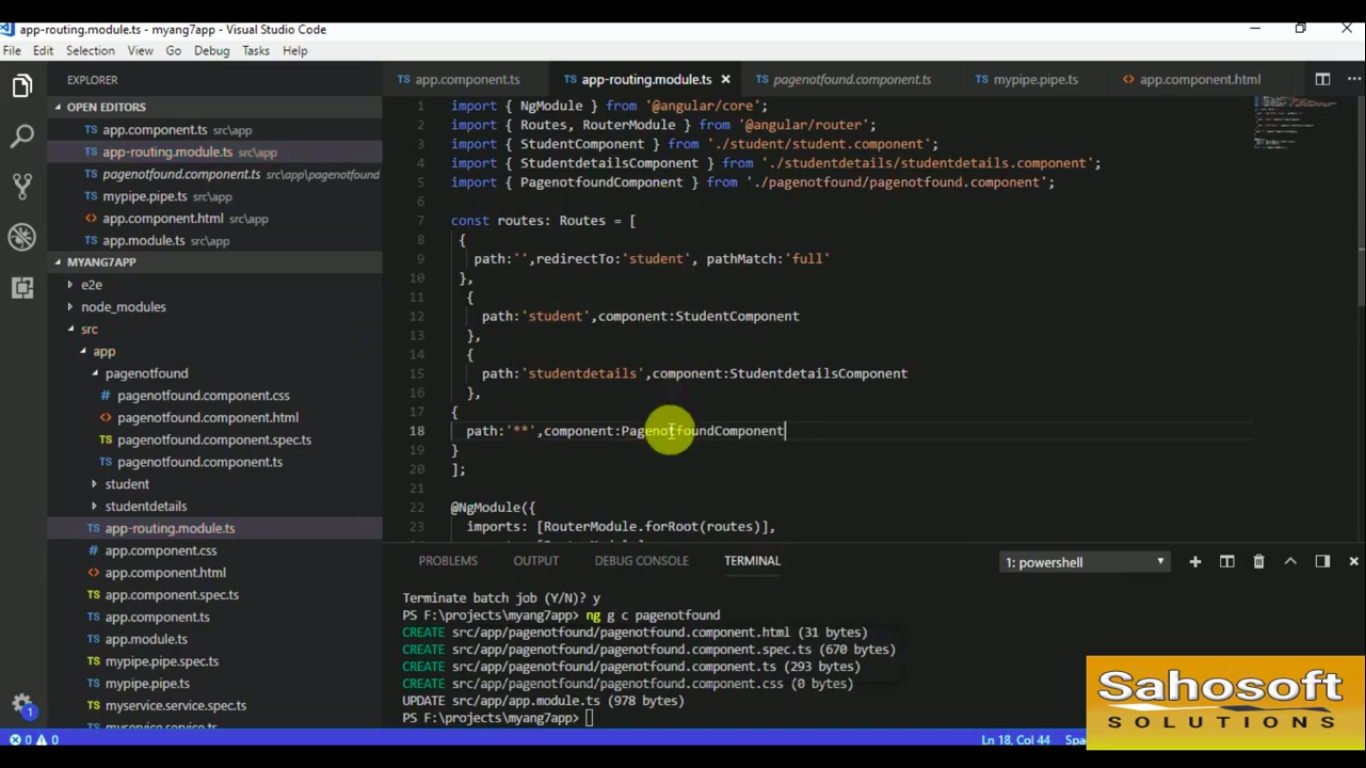 app-routing.module.ts - myang7app - Visual Studio Code
File Edit Selection View Go Debug Tasks Help
EXPLORER
OPEN EDITORS
TS app.component.ts src\app
TS app-routing.module.ts src\app
TS pagenotfound.component.ts src\app\pagenotfound
TS mypipe.pipe.ts src\app
<> app.component.html src\app
TS app.module.ts src\app
MYANG7APP
e2e
node_modules
src
app
pagenotfound
# pagenotfound.component.css
<> pagenotfound.component.html
TS pagenotfound.component.spec.ts
TS pagenotfound.component.ts
student
studentdetails
TS app-routing.module.ts
# app.component.css
<> app.component.html
TS app.component.spec.ts
TS app.component.ts
TS app.module.ts
TS mypipe.pipe.spec.ts
TS mypipe.pipe.ts
TS myservice.service.spec.ts
TS myservice.service.ts
1
TS app.component.ts TS app-routing.module.ts × TS pagenotfound.component.ts TS mypipe.pipe.ts <> app.component.html ...
1 import { NgModule } from '@angular/core';
2 import { Routes, RouterModule } from '@angular/router';
3 import { StudentComponent } from './student/student.component';
4 import { StudentdetailsComponent } from './studentdetails/studentdetails.component';
5 import { PagenotfoundComponent } from './pagenotfound/pagenotfound.component';
6
7 const routes: Routes = [
8 {
9 path:'',redirectTo:'student', pathMatch:'full'
10 },
11 {
12 path:'student',component:StudentComponent
13 },
14 {
15 path:'studentdetails',component:StudentdetailsComponent
16 },
17 {
18 path:'**',component:PagenotfoundComponent
19 }
20 ];
21
22 @NgModule({
23 imports: [RouterModule.forRoot(routes)],
PROBLEMS OUTPUT DEBUG CONSOLE TERMINAL 1: powershell
Terminate batch job (Y/N)? y
PS F:\projects\myang7app> ng g c pagenotfound
CREATE src/app/pagenotfound/pagenotfound.component.html (31 bytes)
CREATE src/app/pagenotfound/pagenotfound.component.spec.ts (670 bytes)
CREATE src/app/pagenotfound/pagenotfound.component.ts (293 bytes)
CREATE src/app/pagenotfound/pagenotfound.component.css (0 bytes)
UPDATE src/app/app.module.ts (978 bytes)
PS F:\projects\myang7app>
Sahosoft
SOLUTIONS
0 0 Ln 18, Col 44